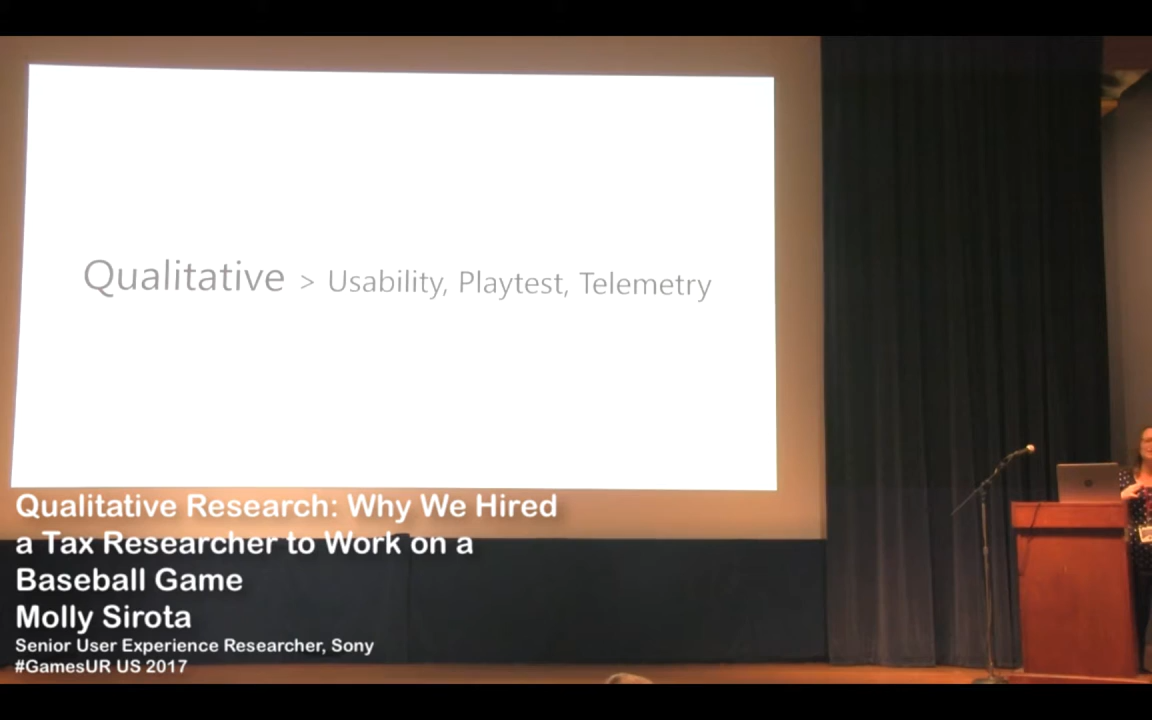 Qualitative > Usability, Playtest, Telemetry
Qualitative Research: Why We Hired
a Tax Researcher to Work on a
Baseball Game
Molly Sirota
Senior User Experience Researcher, Sony
#GamesUR US 2017